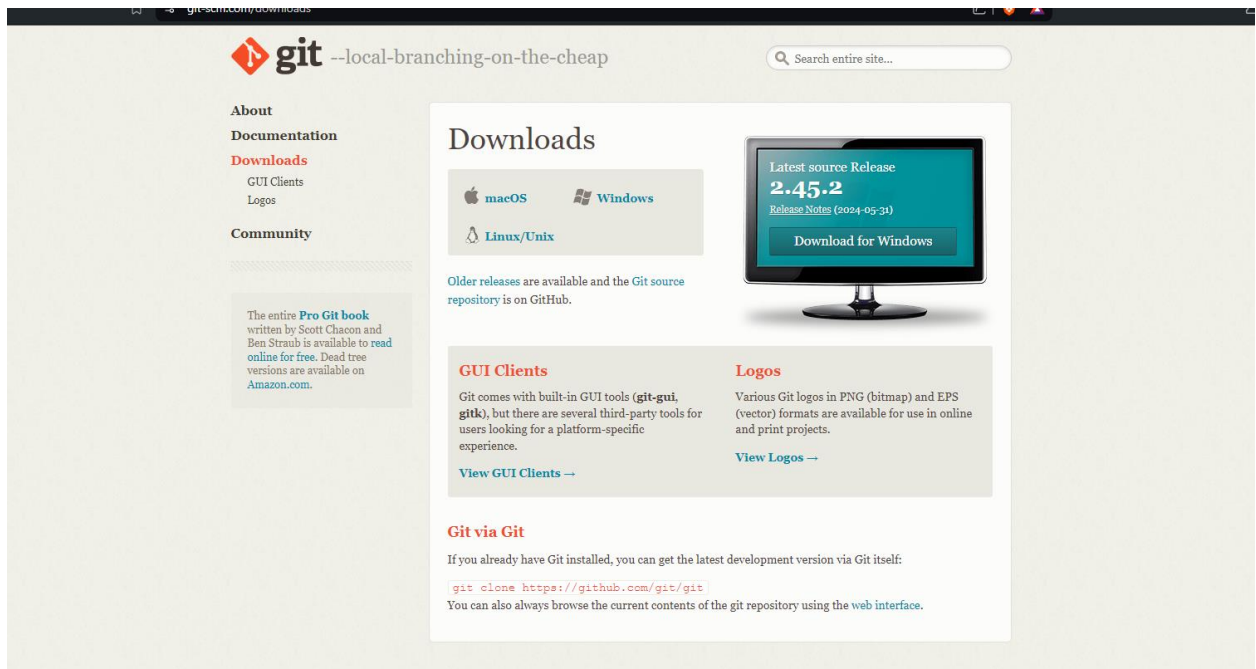 git-scm.com/downloads
git --local-branching-on-the-cheap
Search entire site...
About
Documentation
Downloads
GUI Clients
Logos
Community
The entire Pro Git book
written by Scott Chacon and
Ben Straub is available to read
online for free. Dead tree
versions are available on
Amazon.com.
Downloads
macOS
Windows
Linux/Unix
Older releases are available and the Git source
repository is on GitHub.
Latest source Release
2.45.2
Release Notes (2024-05-31)
Download for Windows
GUI Clients
Git comes with built-in GUI tools (git-gui,
gitk), but there are several third-party tools for
users looking for a platform-specific
experience.
View GUI Clients →
Logos
Various Git logos in PNG (bitmap) and EPS
(vector) formats are available for use in online
and print projects.
View Logos →
Git via Git
If you already have Git installed, you can get the latest development version via Git itself:
git clone https://github.com/git/git
You can also always browse the current contents of the git repository using the web interface.